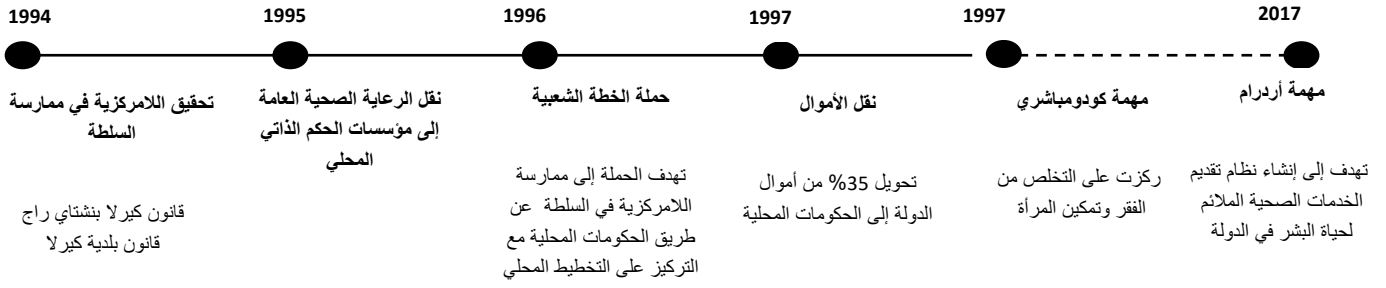 1994
تحقيق اللامركزية في ممارسة
السلطة
قانون كيرلا بنشتاي راج
قانون بلدية كيرلا
1995
نقل الرعاية الصحية العامة
إلى مؤسسات الحكم الذاتي
المحلي
1996
حملة الخطة الشعبية
تهدف الحملة إلى ممارسة
اللامركزية في السلطة عن
طريق الحكومات المحلية مع
التركيز على التخطيط المحلي
1997
نقل الأموال
تحويل 35% من أموال
الدولة إلى الحكومات المحلية
1997
مهمة كودومباشري
ركزت على التخلص من
الفقر وتمكين المرأة
2017
مهمة أردرام
تهدف إلى إنشاء نظام تقديم
الخدمات الصحية الملائم
لحياة البشر في الدولة